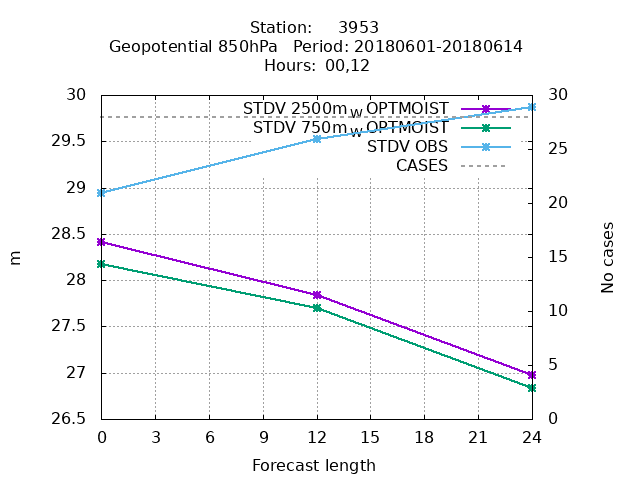 Station: 3953
Geopotential 850hPa Period: 20180601-20180614
Hours: 00,12
30
29.5
29
28.5
28
27.5
27
26.5
m
STDV 2500m_W OPTMOIST
STDV 750m_W OPTMOIST
STDV OBS
CASES
30
25
20
15
10
5
0
No cases
0 3 6 9 12 15 18 21 24
Forecast length